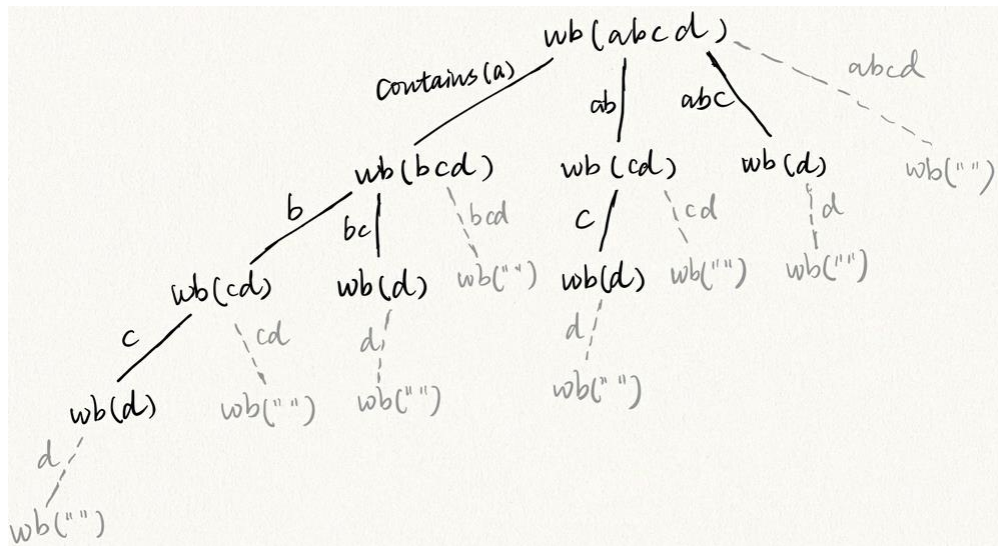 wb(abcd)
contains(a)
ab
abc
abcd
wb(bcd)
wb(cd)
wb(d)
wb("")
b
bc
bcd
c
cd
d
wb(cd)
wb(d)
wb("")
wb(d)
wb("")
wb("")
c
cd
d
d
wb(d)
wb("")
wb("")
wb("")
d
wb("")